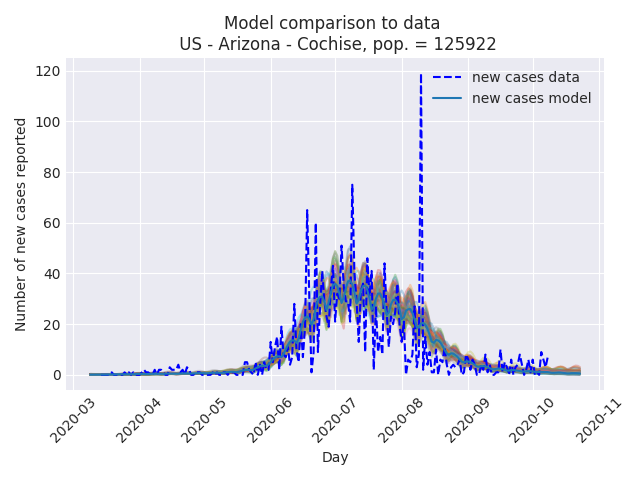 Model comparison to data
US - Arizona - Cochise, pop. = 125922
120
100
80
60
40
20
0
Number of new cases reported
new cases data
new cases model
2020-03
2020-04
2020-05
2020-06
2020-07
2020-08
2020-09
2020-10
2020-11
Day